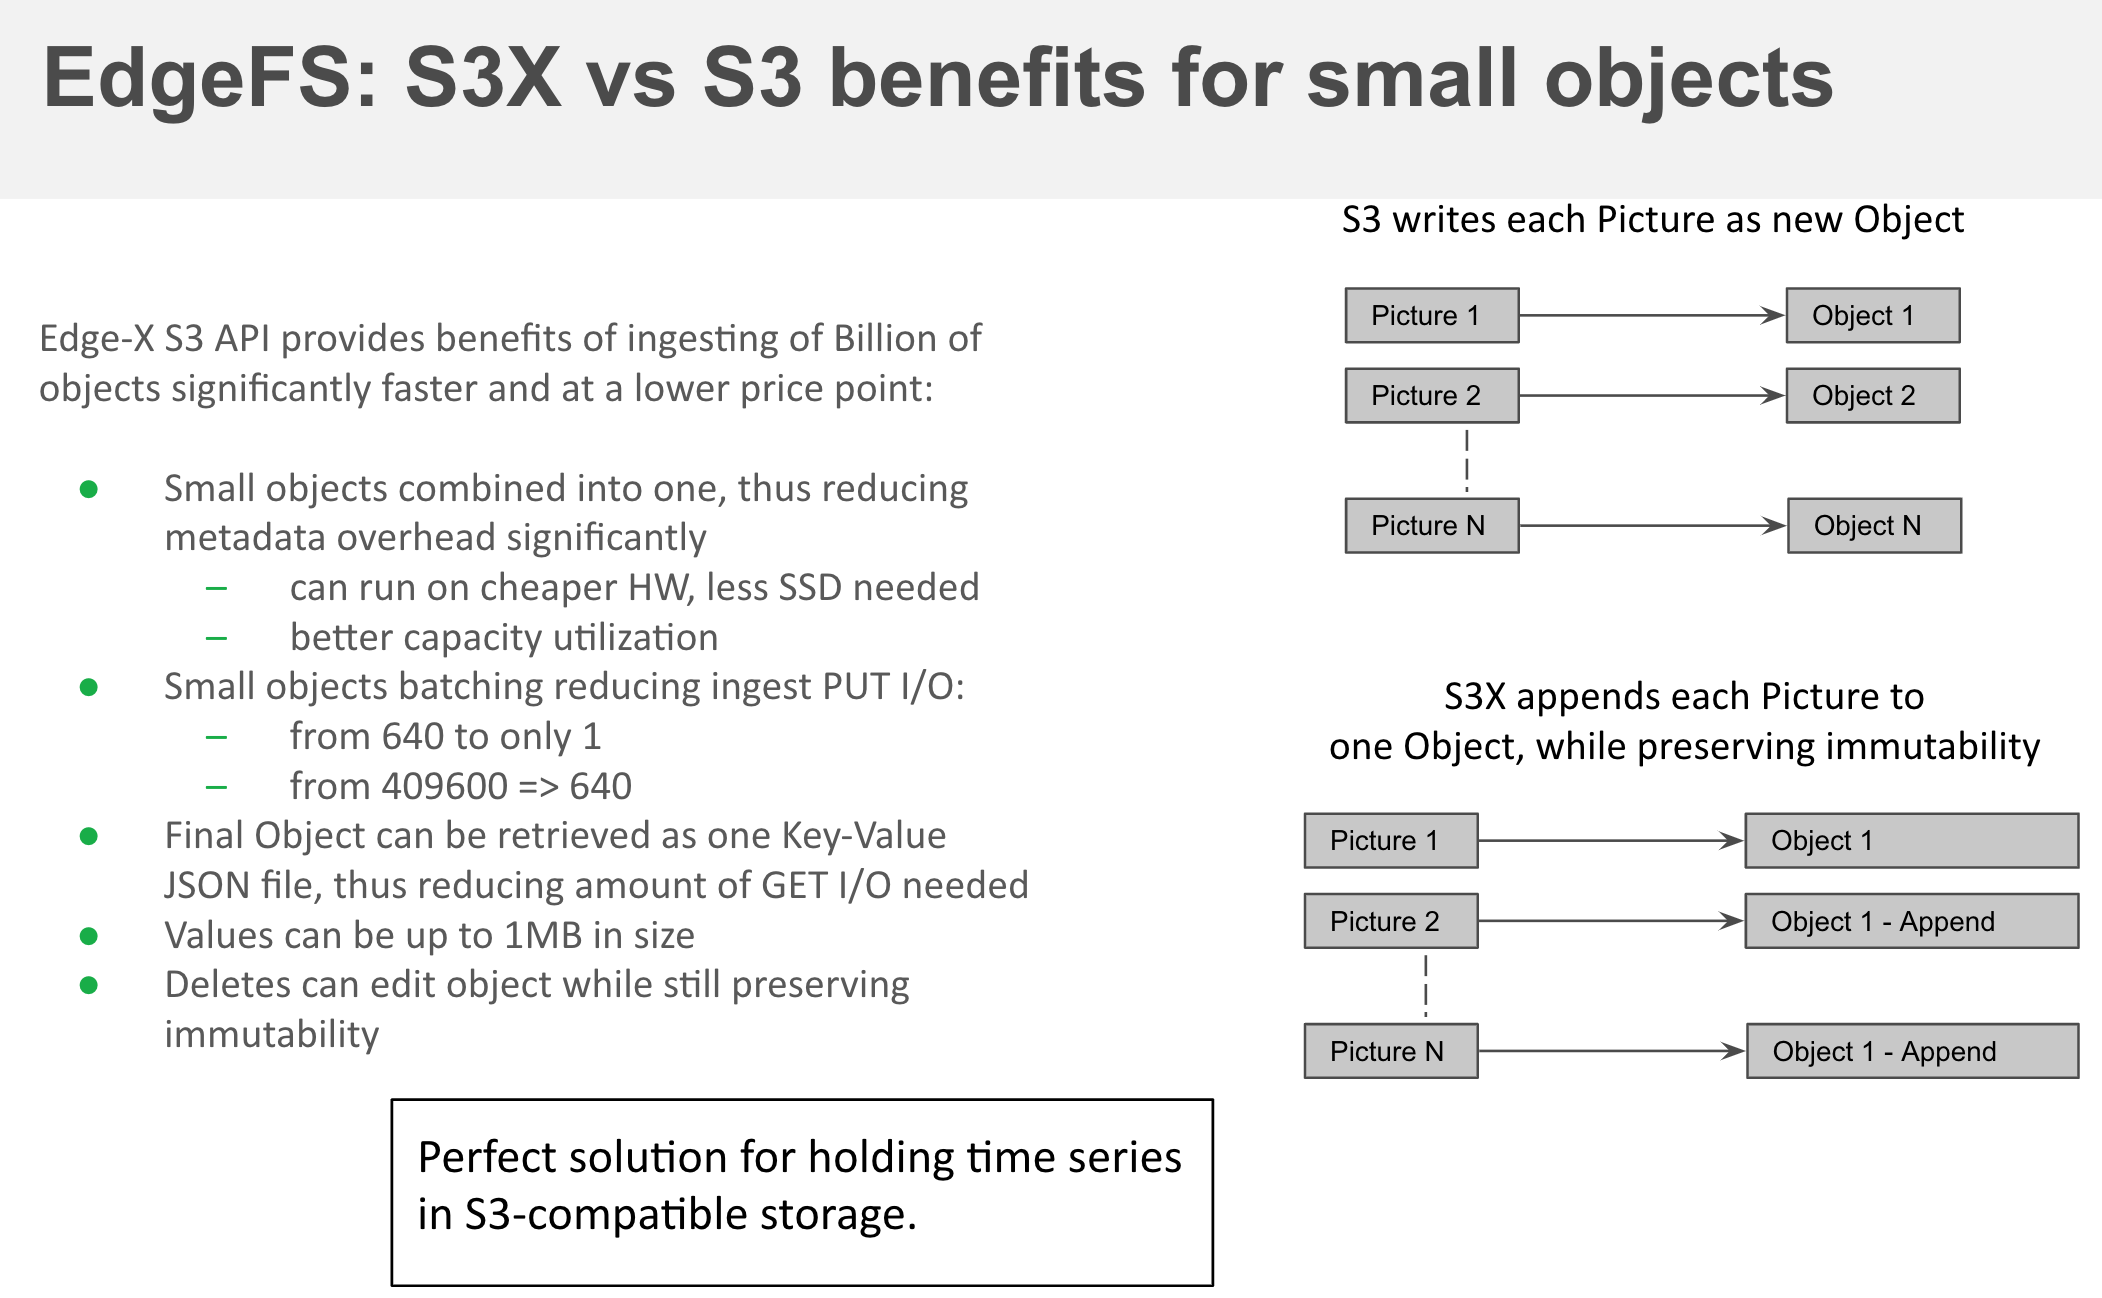 EdgeFS: S3X vs S3 benefits for small objects
Edge-X S3 API provides benefits of ingesting of Billion of
objects significantly faster and at a lower price point:
● Small objects combined into one, thus reducing
metadata overhead significantly
– can run on cheaper HW, less SSD needed
– better capacity utilization
● Small objects batching reducing ingest PUT I/O:
– from 640 to only 1
– from 409600 => 640
● Final Object can be retrieved as one Key-Value
JSON file, thus reducing amount of GET I/O needed
● Values can be up to 1MB in size
● Deletes can edit object while still preserving
immutability
Perfect solution for holding time series
in S3-compatible storage.
S3 writes each Picture as new Object
Picture 1
Object 1
Picture 2
Object 2
Picture N
Object N
S3X appends each Picture to
one Object, while preserving immutability
Picture 1
Object 1
Picture 2
Object 1 - Append
Picture N
Object 1 - Append